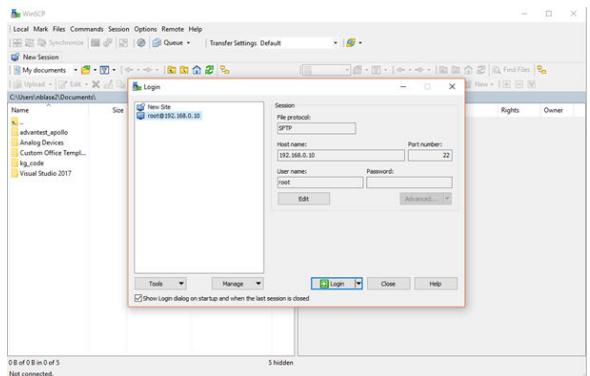 WinSCP
Local Mark Files Commands Session Options Remote Help
Synchronize Queue Transfer Settings Default
New Session
My documents Find Files
Upload Edit New
C:\Users\nblase2\Documents\
Name Size Rights Owner
..
advantest_apollo
Analog Devices
Custom Office Templ...
kg_code
Visual Studio 2017
Login
New Site
root@192.168.0.10
Session
File protocol:
SFTP
Host name: Port number:
192.168.0.10 22
User name: Password:
root
Edit Advanced...
Tools Manage Login Close Help
Show Login dialog on startup and when the last session is closed
0 B of 0 B in 0 of 5 5 hidden
Not connected.